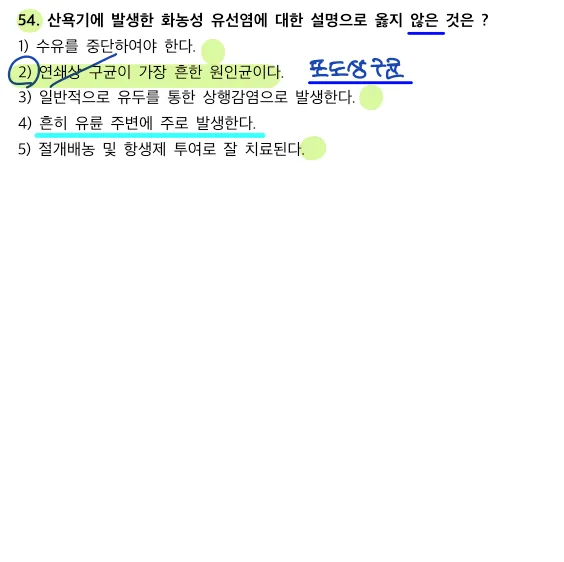 54. 산욕기에 발생한 화농성 유선염에 대한 설명으로 옳지 않은 것은 ?
1) 수유를 중단하여야 한다.
2) 연쇄상 구균이 가장 흔한 원인균이다. 포도상구균
3) 일반적으로 유두를 통한 상행감염으로 발생한다.
4) 흔히 유륜 주변에 주로 발생한다.
5) 절개배농 및 항생제 투여로 잘 치료된다.